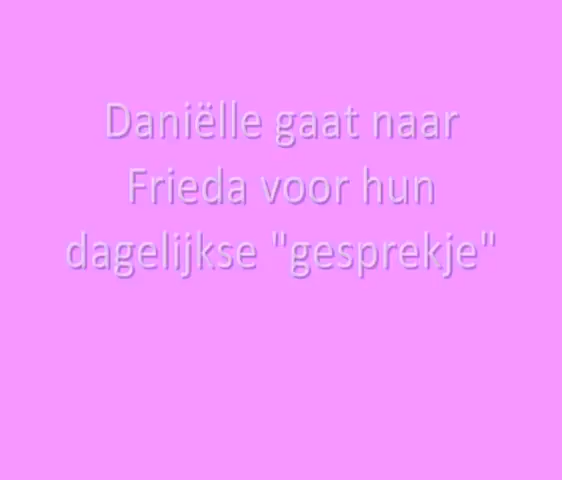 Daniëlle gaat naar
Frieda voor hun
dagelijkse "gesprekje"